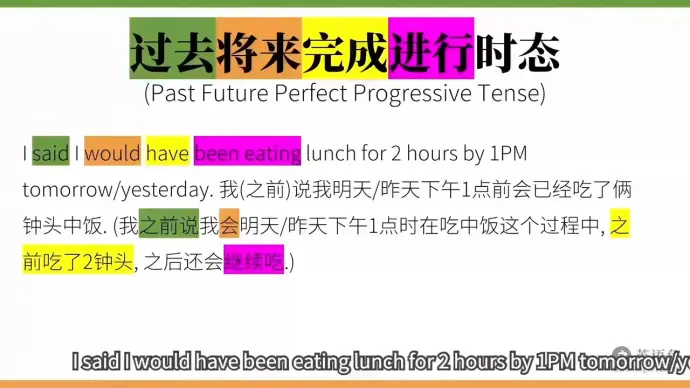 过去将来完成进行时态
(Past Future Perfect Progressive Tense)
I said I would have been eating lunch for 2 hours by 1PM
tomorrow/yesterday. 我(之前)说我明天/昨天下午1点前会已经吃了俩
钟头中饭. (我之前说我会明天/昨天下午1点时在吃中饭这个过程中, 之
前吃了2钟头, 之后还会继续吃.)
I said I would have been eating lunch for 2 hours by 1PM tomorrow/ye